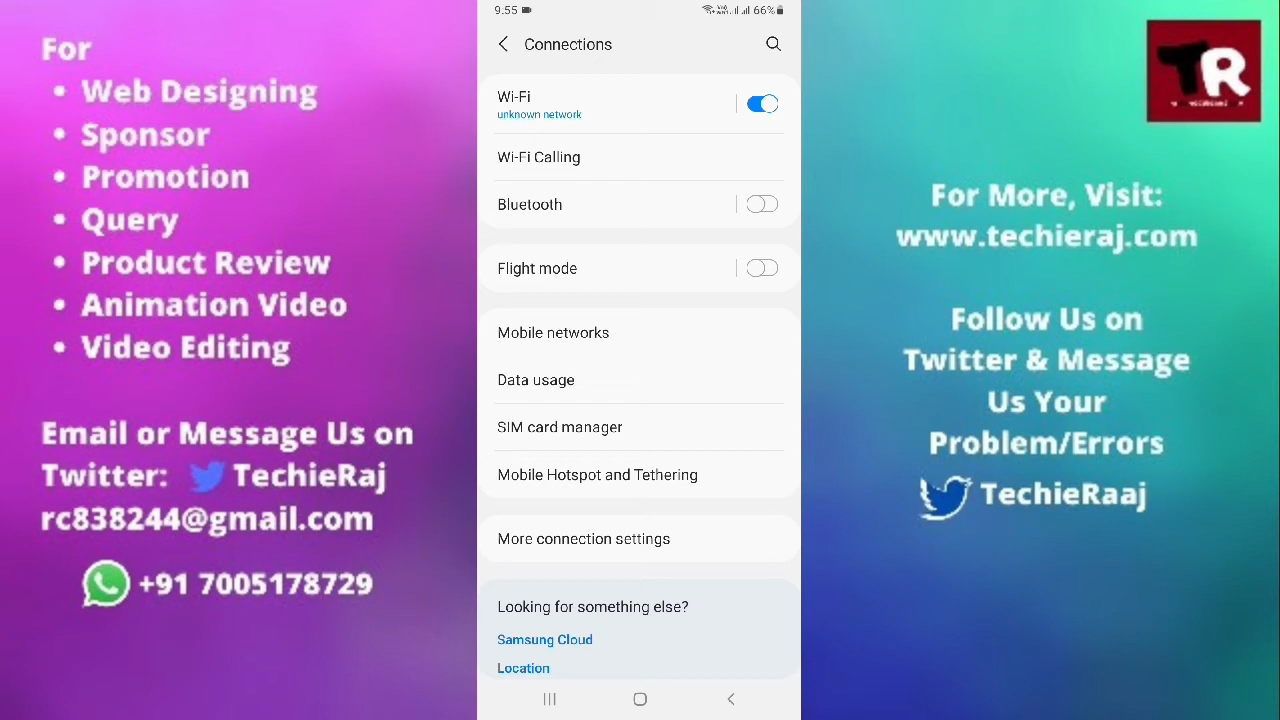 For
• Web Designing
• Sponsor
• Promotion
• Query
• Product Review
• Animation Video
• Video Editing
Email or Message Us on
Twitter: TechieRaj
rc838244@gmail.com
+91 7005178729
9:55
66%
Connections
Wi-Fi
unknown network
Wi-Fi Calling
Bluetooth
Flight mode
Mobile networks
Data usage
SIM card manager
Mobile Hotspot and Tethering
More connection settings
Looking for something else?
Samsung Cloud
Location
TR
For More, Visit:
www.techieraj.com
Follow Us on
Twitter & Message
Us Your
Problem/Errors
TechieRaaj